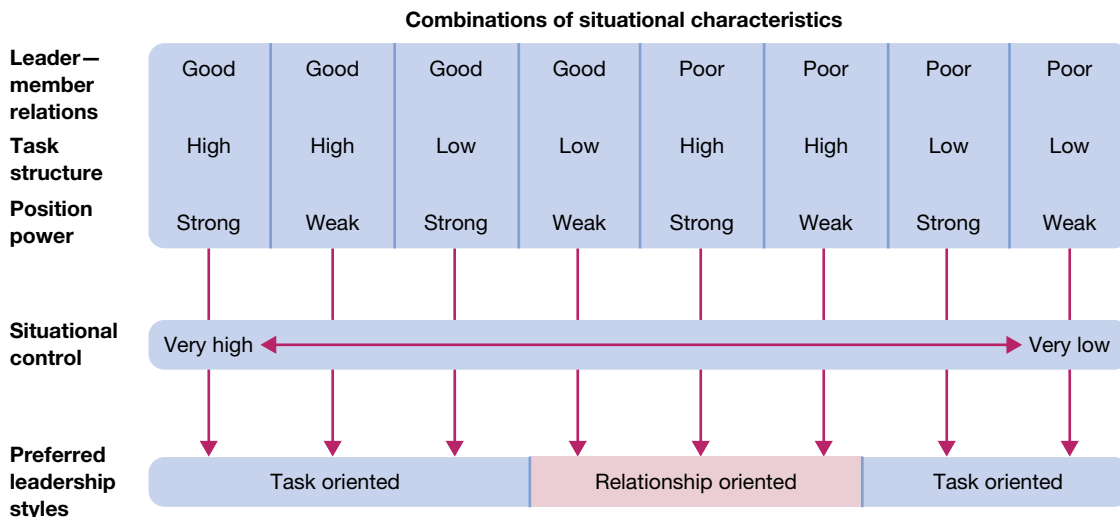 Combinations of situational characteristics
Leader—
member
relations
Good Good Good Good Poor Poor Poor Poor
Task
structure
High High Low Low High High Low Low
Position
power
Strong Weak Strong Weak Strong Weak Strong Weak
Situational
control
Very high Very low
Preferred
leadership
styles
Task oriented Relationship oriented Task oriented